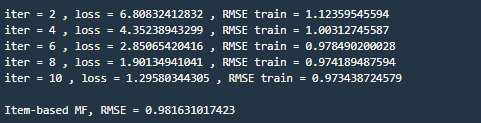 iter = 2 , loss = 6.80832412832 , RMSE train = 1.12359545594
iter = 4 , loss = 4.35238943299 , RMSE train = 1.00312745587
iter = 6 , loss = 2.85065420416 , RMSE train = 0.978490200028
iter = 8 , loss = 1.90134941041 , RMSE train = 0.974189487594
iter = 10 , loss = 1.29580344305 , RMSE train = 0.973438724579
Item-based MF, RMSE = 0.981631017423